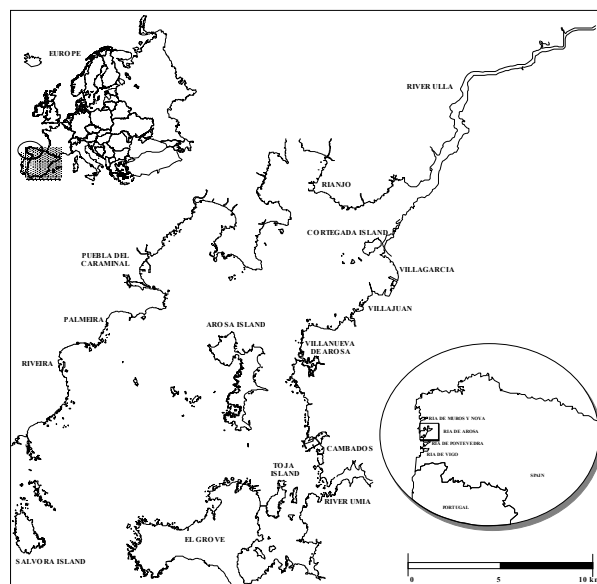 EUROPE
RIVER ULLA
RIANJO
CORTEGADA ISLAND
PUEBLA DEL
CARAMINAL
VILLAGARCIA
VILLAJUAN
PALMEIRA
AROSA ISLAND
VILLANUEVA
DE AROSA
RIVEIRA
RIA DE MUROS Y NOYA
RIA DE AROSA
RIA DE PONTEVEDRA
RIA DE VIGO
SPAIN
PORTUGAL
CAMBADOS
TOJA
ISLAND
RIVER UMIA
EL GROVE
SALVORA ISLAND
0 5 10 km